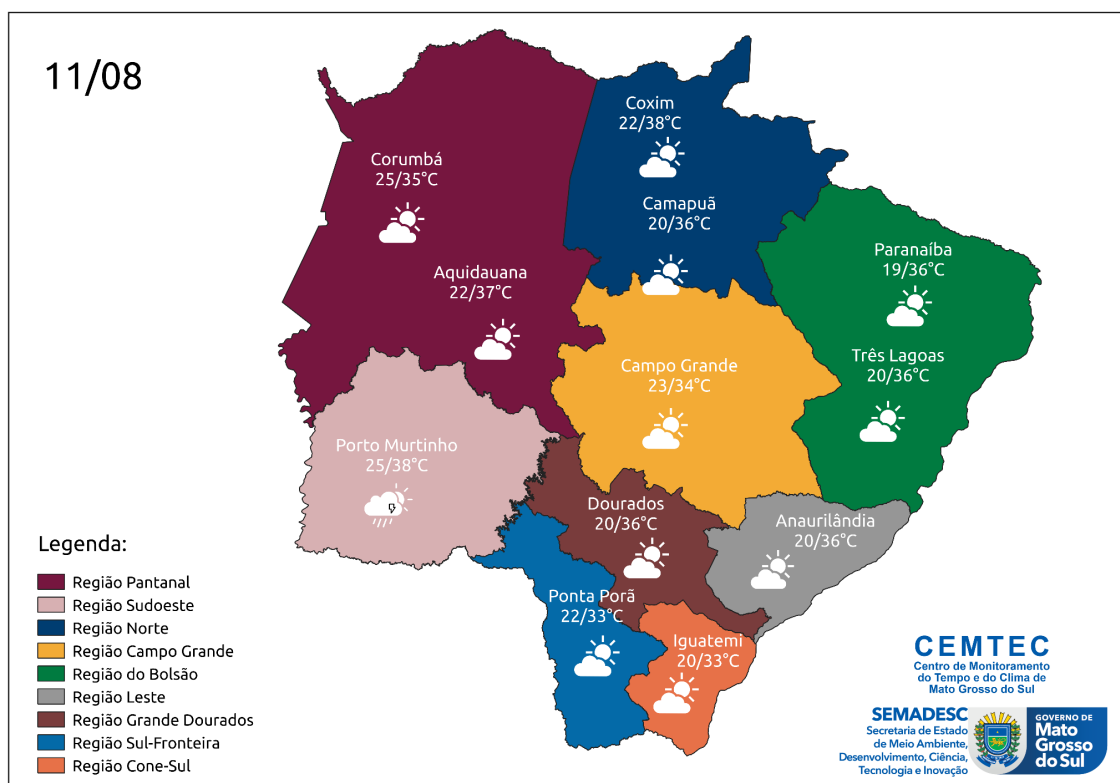 11/08
Coxim
22/38°C
Corumbá
25/35°C
Camapuã
20/36°C
Paranaíba
19/36°C
Aquidauana
22/37°C
Três Lagoas
20/36°C
Campo Grande
23/34°C
Porto Murtinho
25/38°C
Dourados
20/36°C
Anaurilândia
20/36°C
Ponta Porã
22/33°C
Iguatemi
20/33°C
Legenda:
Região Pantanal
Região Sudoeste
Região Norte
Região Campo Grande
Região do Bolsão
Região Leste
Região Grande Dourados
Região Sul-Fronteira
Região Cone-Sul
CEMTEC
Centro de Monitoramento
do Tempo e do Clima de
Mato Grosso do Sul
SEMADESC
Secretaria de Estado
de Meio Ambiente,
Desenvolvimento, Ciência,
Tecnologia e Inovação
GOVERNO DE
Mato
Grosso
do Sul